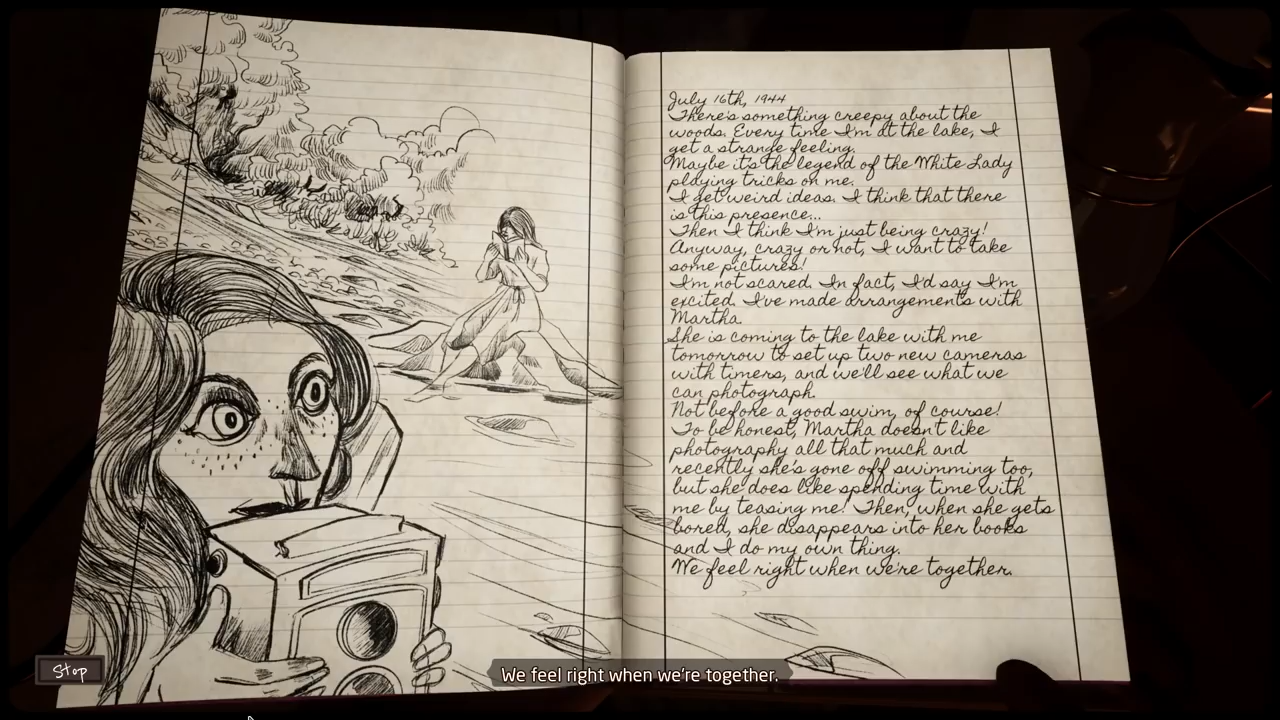 July 16th, 1944
There's something creepy about the
woods. Every time I'm at the lake, I
get a strange feeling.
Maybe it's the legend of the White Lady
playing tricks on me.
I get weird ideas. I think that there
is this presence...
Then I think I'm just being crazy!
Anyway, crazy or not, I want to take
some pictures!
I'm not scared. In fact, I'd say I'm
excited. I've made arrangements with
Martha.
She is coming to the lake with me
tomorrow to set up two new cameras
with timers, and we'll see what we
can photograph.
Not before a good swim, of course!
To be honest, Martha doesn't like
photography all that much and
recently she's gone off swimming too,
but she does like spending time with
me by teasing me! Then, when she gets
bored, she disappears into her books
and I do my own thing.
We feel right when we're together.
Stop
We feel right when we're together.